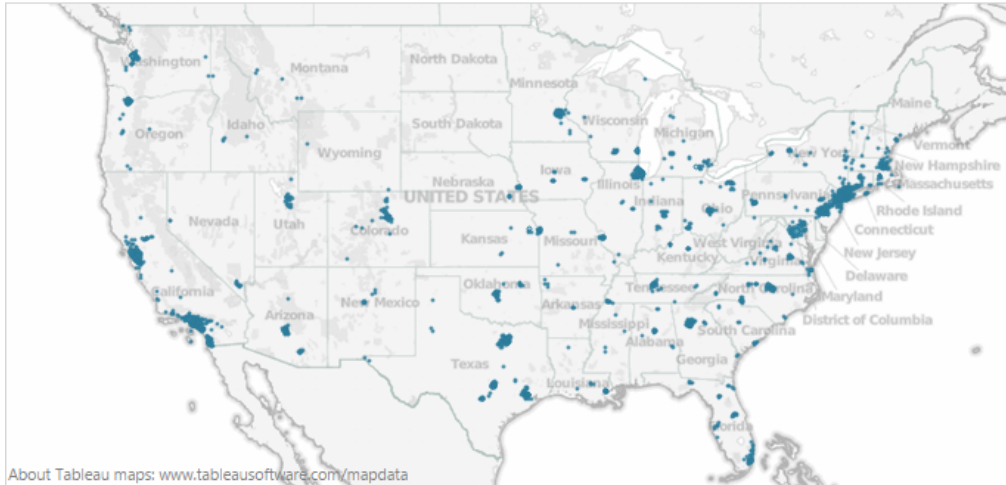 Washington
Montana
North Dakota
Minnesota
Maine
Oregon
Idaho
South Dakota
Wisconsin
Michigan
Vermont
New York
Wyoming
New Hampshire
Iowa
Massachusetts
Nebraska
Illinois
Pennsylvania
UNITED STATES
Indiana
Ohio
Rhode Island
Nevada
Utah
Colorado
Connecticut
Kansas
Missouri
West Virginia
New Jersey
Kentucky
Virginia
Delaware
California
Oklahoma
Tennessee
North Carolina
Maryland
New Mexico
Arkansas
Arizona
Mississippi
South Carolina
District of Columbia
Alabama
Georgia
Texas
Louisiana
Florida
About Tableau maps: www.tableausoftware.com/mapdata